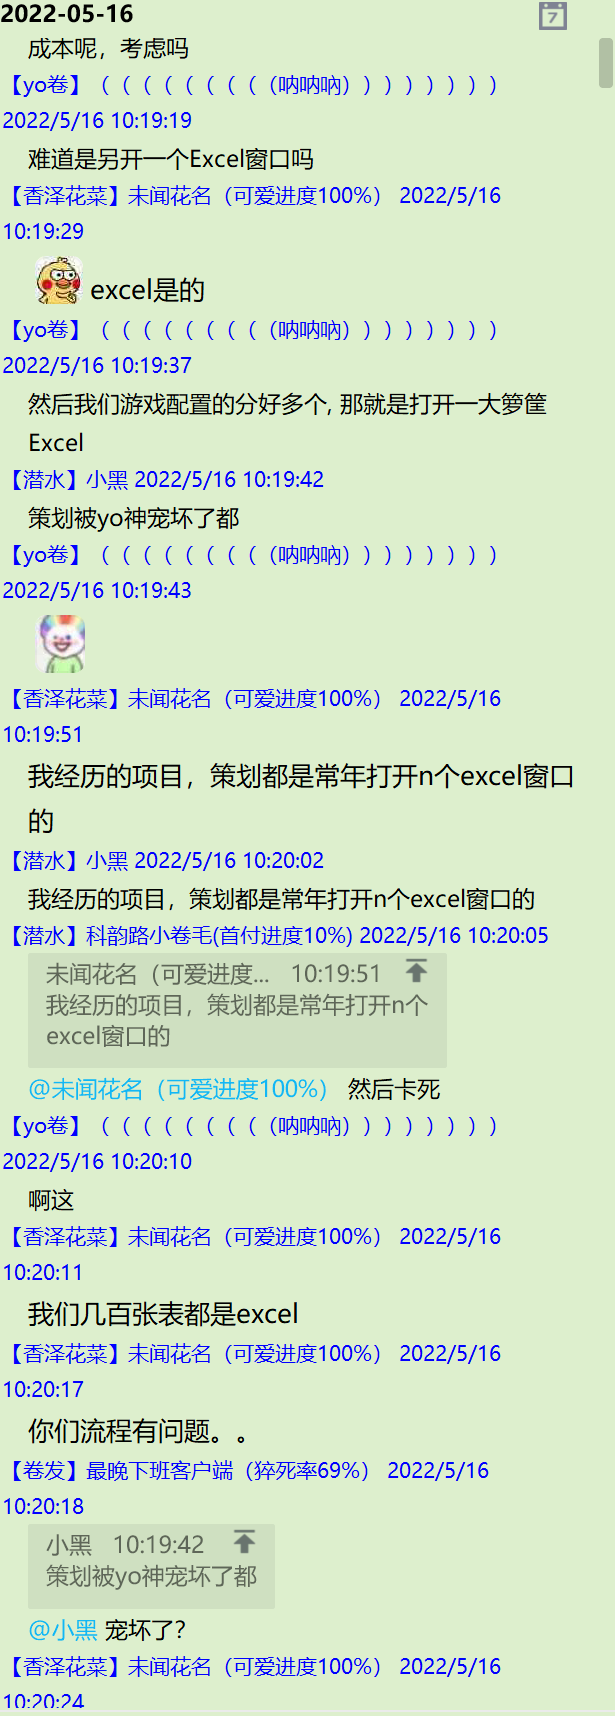 2022-05-16
7
成本呢，考虑吗
【yo卷】（（（（（（（（（呐呐吶））））））））
2022/5/16 10:19:19
难道是另开一个Excel窗口吗
【香泽花菜】未闻花名（可爱进度100%） 2022/5/16
10:19:29
excel是的
【yo卷】（（（（（（（（（呐呐吶））））））））
2022/5/16 10:19:37
然后我们游戏配置的分好多个, 那就是打开一大箩筐
Excel
【潜水】小黑 2022/5/16 10:19:42
策划被yo神宠坏了都
【yo卷】（（（（（（（（（呐呐吶））））））））
2022/5/16 10:19:43
【香泽花菜】未闻花名（可爱进度100%） 2022/5/16
10:19:51
我经历的项目，策划都是常年打开n个excel窗口
的
【潜水】小黑 2022/5/16 10:20:02
我经历的项目，策划都是常年打开n个excel窗口的
【潜水】科韵路小卷毛(首付进度10%) 2022/5/16 10:20:05
未闻花名（可爱进度... 10:19:51
我经历的项目，策划都是常年打开n个
excel窗口的
@未闻花名（可爱进度100%） 然后卡死
【yo卷】（（（（（（（（（呐呐吶））））））））
2022/5/16 10:20:10
啊这
【香泽花菜】未闻花名（可爱进度100%） 2022/5/16
10:20:11
我们几百张表都是excel
【香泽花菜】未闻花名（可爱进度100%） 2022/5/16
10:20:17
你们流程有问题。。
【卷发】最晚下班客户端（猝死率69%） 2022/5/16
10:20:18
小黑 10:19:42
策划被yo神宠坏了都
@小黑 宠坏了?
【香泽花菜】未闻花名（可爱进度100%） 2022/5/16
10:20:24